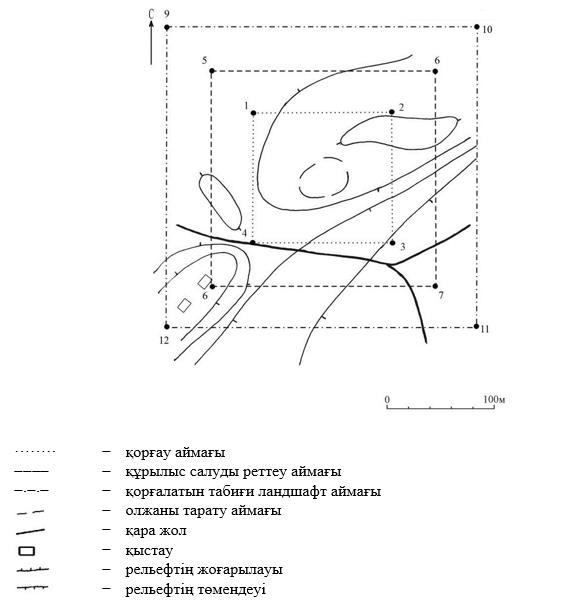 С
9
10
5
6
1
2
4
3
6
7
12
11
0 100м
– қорғау аймағы
– құрылыс салуды реттеу аймағы
– қорғалатын табиғи ландшафт аймағы
– олжаны тарату аймағы
– қара жол
– қыстау
– рельефтің жоғарылауы
– рельефтің төмендеуі